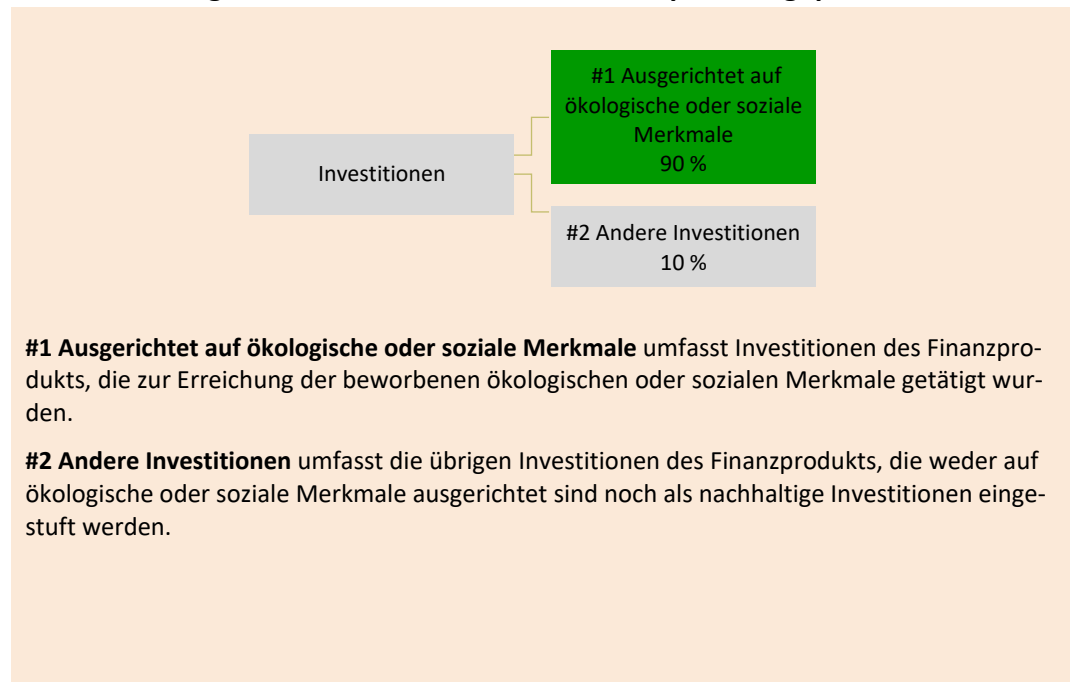 #1 Ausgerichtet auf
ökologische oder soziale
Merkmale
90 %
Investitionen
#2 Andere Investitionen
10 %
#1 Ausgerichtet auf ökologische oder soziale Merkmale umfasst Investitionen des Finanzpro-
dukts, die zur Erreichung der beworbenen ökologischen oder sozialen Merkmale getätigt wur-
den.
#2 Andere Investitionen umfasst die übrigen Investitionen des Finanzprodukts, die weder auf
ökologische oder soziale Merkmale ausgerichtet sind noch als nachhaltige Investitionen einge-
stuft werden.